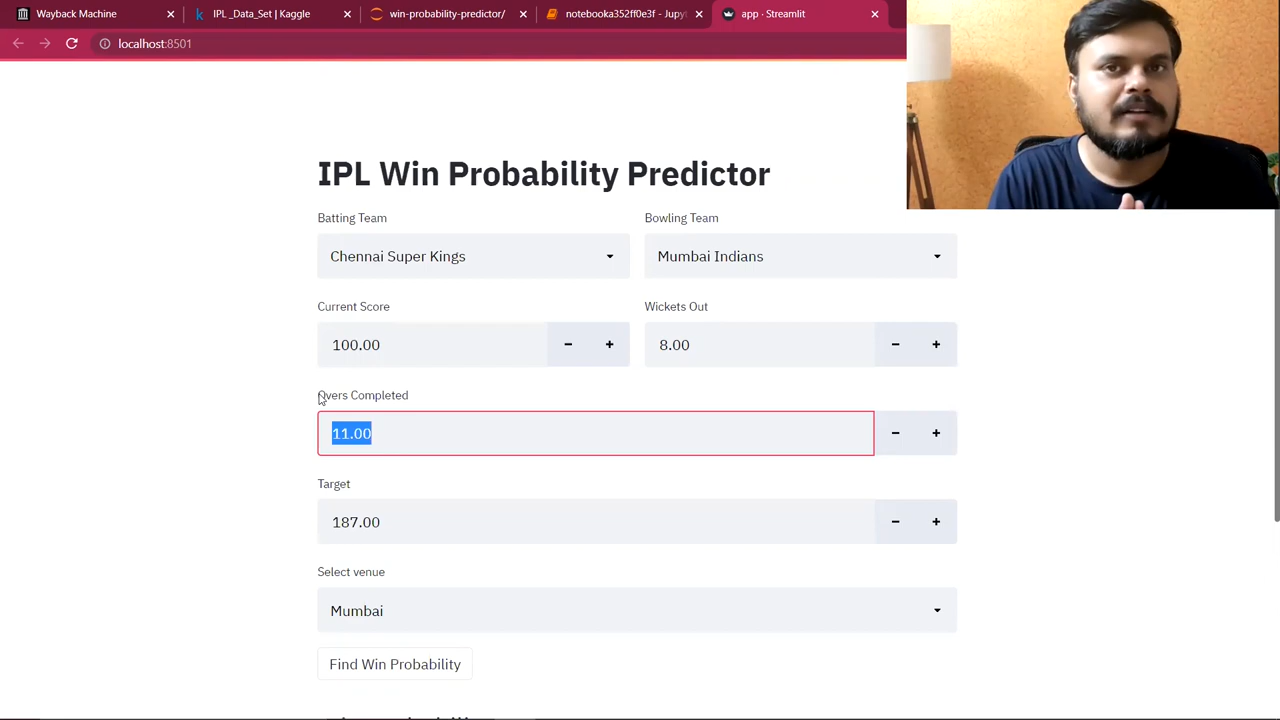 Wayback Machine
IPL _Data_Set | Kaggle
win-probability-predictor/
notebooka352ff0e3f - Jupyt
app · Streamlit
localhost:8501
IPL Win Probability Predictor
Batting Team
Bowling Team
Chennai Super Kings
Mumbai Indians
Current Score
Wickets Out
100.00
8.00
Overs Completed
11.00
Target
187.00
Select venue
Mumbai
Find Win Probability